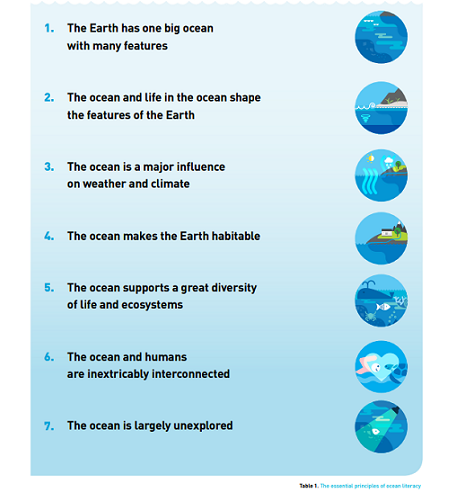 1. The Earth has one big ocean
with many features
2. The ocean and life in the ocean shape
the features of the Earth
3. The ocean is a major influence
on weather and climate
4. The ocean makes the Earth habitable
5. The ocean supports a great diversity
of life and ecosystems
6. The ocean and humans
are inextricably interconnected
7. The ocean is largely unexplored
Table 1. The essential principles of ocean literacy